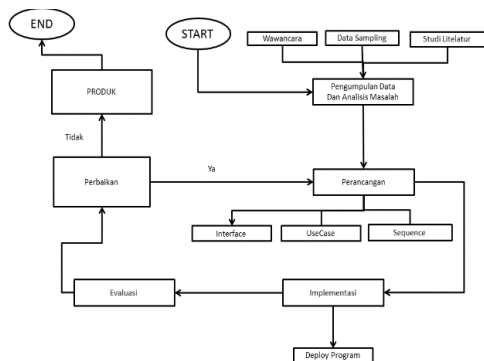 END
START
Wawancara
Data Sampling
Studi Litelatur
PRODUK
Pengumpulan Data
Dan Analisis Masalah
Tidak
Perbaikan
Ya
Perancangan
Interface
UseCase
Sequence
Evaluasi
Implementasi
Deploy Program